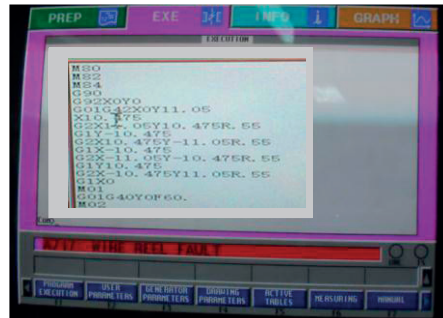 PREP
EXE
INFO i
GRAPH
EXECUTION
M80
M82
M84
G90
G92X0Y0
G01G42X0Y11.05
X10.475
G2X11.05Y10.475R.55
G1Y-10.475
G2X10.475Y-11.05R.55
G1X-10.475
G2X-11.05Y-10.475R.55
G1Y10.475
G2X-10.475Y11.05R.55
G1X0
M01
G01G40Y0F60.
M02
WIRE REEL FAULT
PROGRAM EXECUTION
USER PARAMETERS
GENERATOR PARAMETERS
DRAWING PARAMETERS
ACTIVE TABLES
MEASURING
MANUAL